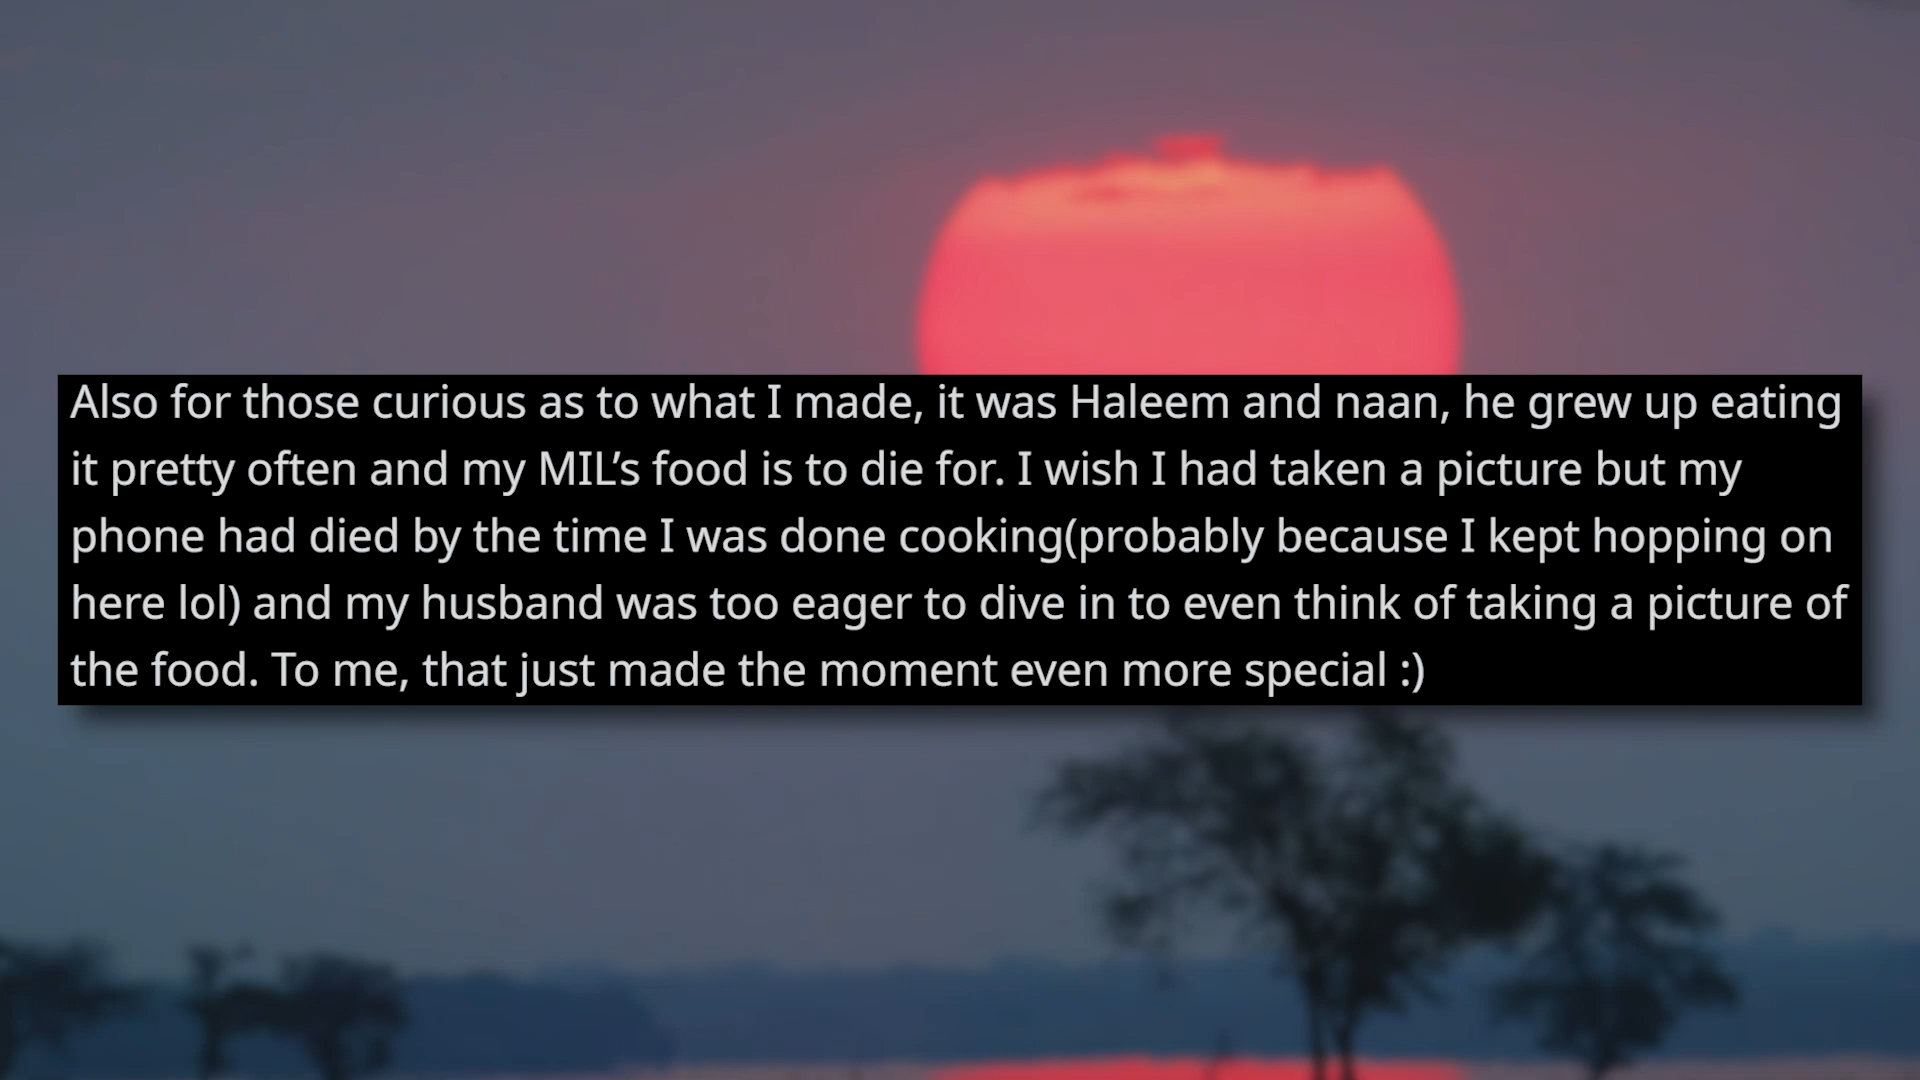 Also for those curious as to what I made, it was Haleem and naan, he grew up eating
it pretty often and my MIL’s food is to die for. I wish I had taken a picture but my
phone had died by the time I was done cooking(probably because I kept hopping on
here lol) and my husband was too eager to dive in to even think of taking a picture of
the food. To me, that just made the moment even more special :)